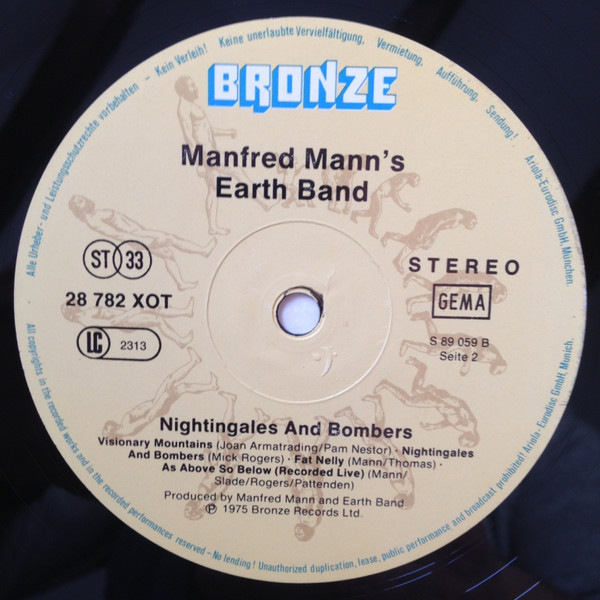 Alle Urheber- und Leistungsschutzrechte vorbehalten – Kein Verleih! Keine unerlaubte Vervielfältigung, Vermietung, Aufführung, Sendung! Ariola-Eurodisc GmbH, München.
BRONZE
Manfred Mann's
Earth Band
ST 33
28 782 XOT
LC 2313
STEREO
GEMA
S 89 059 B
Seite 2
Nightingales And Bombers
Visionary Mountains (Joan Armatrading/Pam Nestor) · Nightingales
And Bombers (Mick Rogers) · Fat Nelly (Mann/Thomas) ·
As Above So Below (Recorded Live) (Mann/
Slade/Rogers/Pattenden)
Produced by Manfred Mann and Earth Band
℗ 1975 Bronze Records Ltd.
All copyrights in the recorded works and in the recorded performances reserved – No lending! Unauthorized duplication, lease, public performance and broadcast prohibited! Ariola-Eurodisc GmbH, Munich.